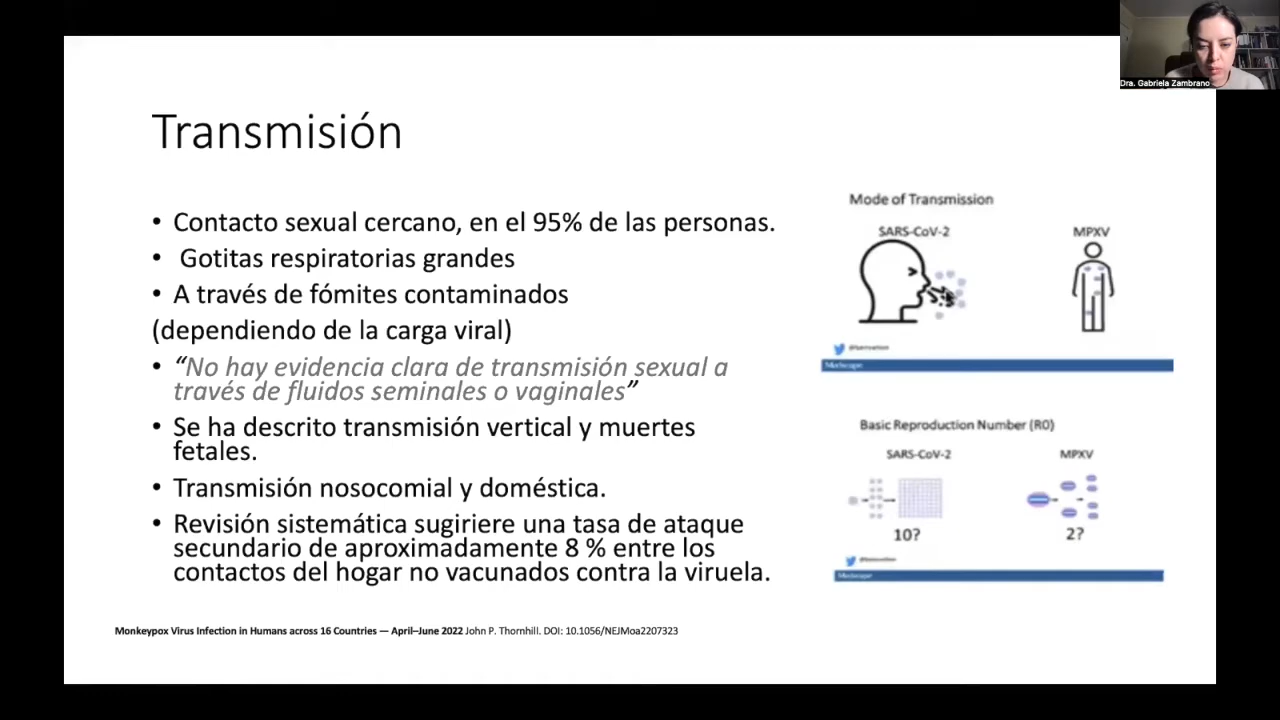 Dra. Gabriela Zambrano
Transmisión
• Contacto sexual cercano, en el 95% de las personas.
• Gotitas respiratorias grandes
• A través de fómites contaminados
(dependiendo de la carga viral)
• “No hay evidencia clara de transmisión sexual a
través de fluidos seminales o vaginales”
• Se ha descrito transmisión vertical y muertes
fetales.
• Transmisión nosocomial y doméstica.
• Revisión sistemática sugiriere una tasa de ataque
secundario de aproximadamente 8 % entre los
contactos del hogar no vacunados contra la viruela.
Mode of Transmission
SARS-CoV-2 MPXV
Medscape
Basic Reproduction Number (R0)
SARS-CoV-2 MPXV
10? 2?
Medscape
Monkeypox Virus Infection in Humans across 16 Countries — April–June 2022 John P. Thornhill. DOI: 10.1056/NEJMoa2207323